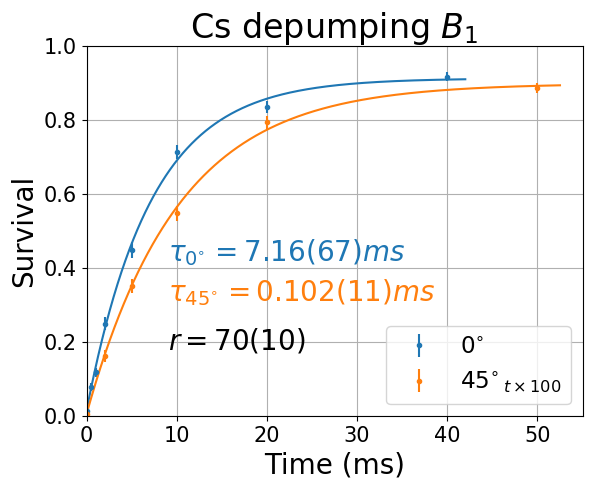 Cs depumping B₁
Survival
1.0
0.8
0.6
0.4
0.2
0.0
τ₀° = 7.16(67)ms
τ₄₅° = 0.102(11)ms
r = 70(10)
0°
45° t × 100
0 10 20 30 40 50
Time (ms)